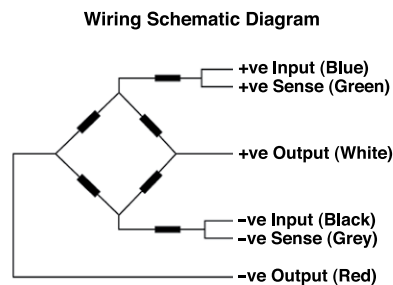 Wiring Schematic Diagram
+ve Input (Blue)
+ve Sense (Green)
+ve Output (White)
–ve Input (Black)
–ve Sense (Grey)
–ve Output (Red)